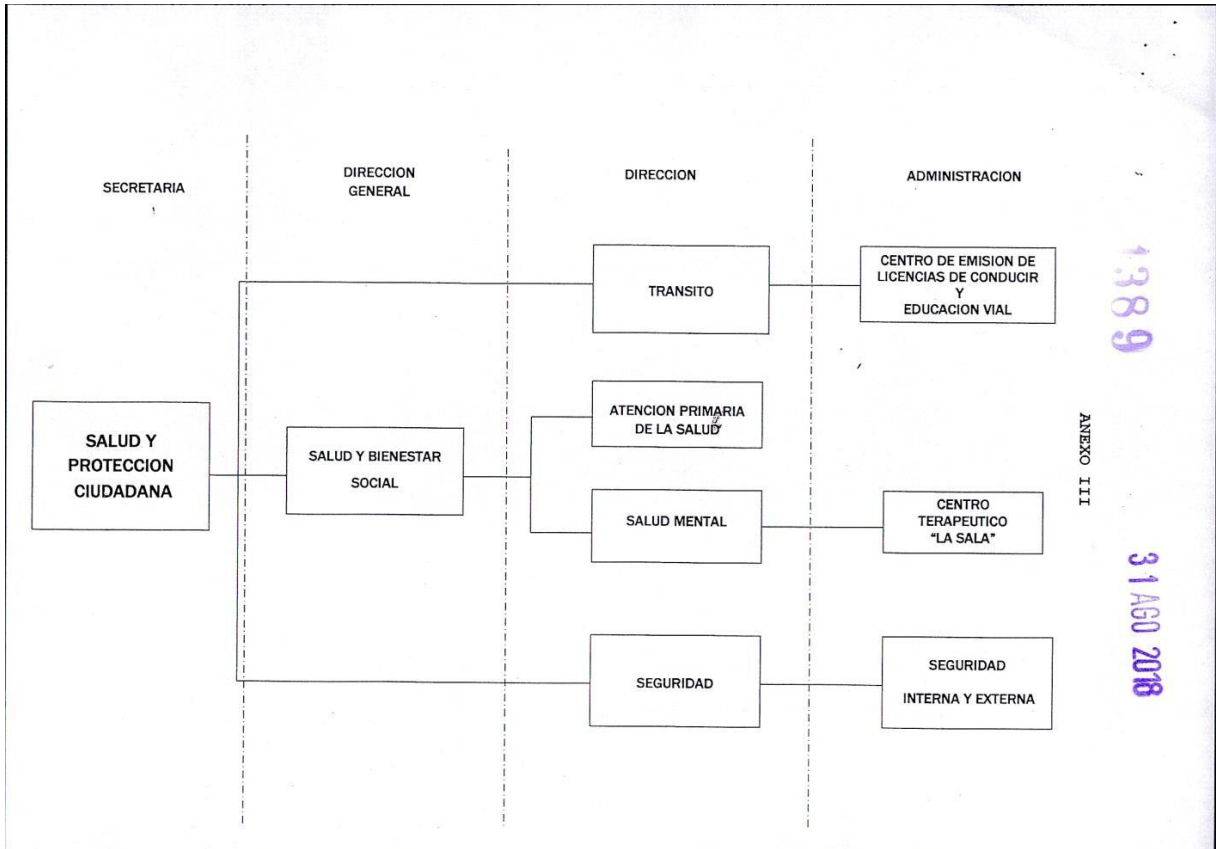 SECRETARIA
DIRECCION
GENERAL
DIRECCION
ADMINISTRACION
TRANSITO
CENTRO DE EMISION DE
LICENCIAS DE CONDUCIR
Y
EDUCACION VIAL
SALUD Y
PROTECCION
CIUDADANA
SALUD Y BIENESTAR
SOCIAL
ATENCION PRIMARIA
DE LA SALUD
SALUD MENTAL
CENTRO
TERAPEUTICO
“LA SALA”
SEGURIDAD
SEGURIDAD
INTERNA Y EXTERNA
ANEXO III
1389
31 AGO 2018